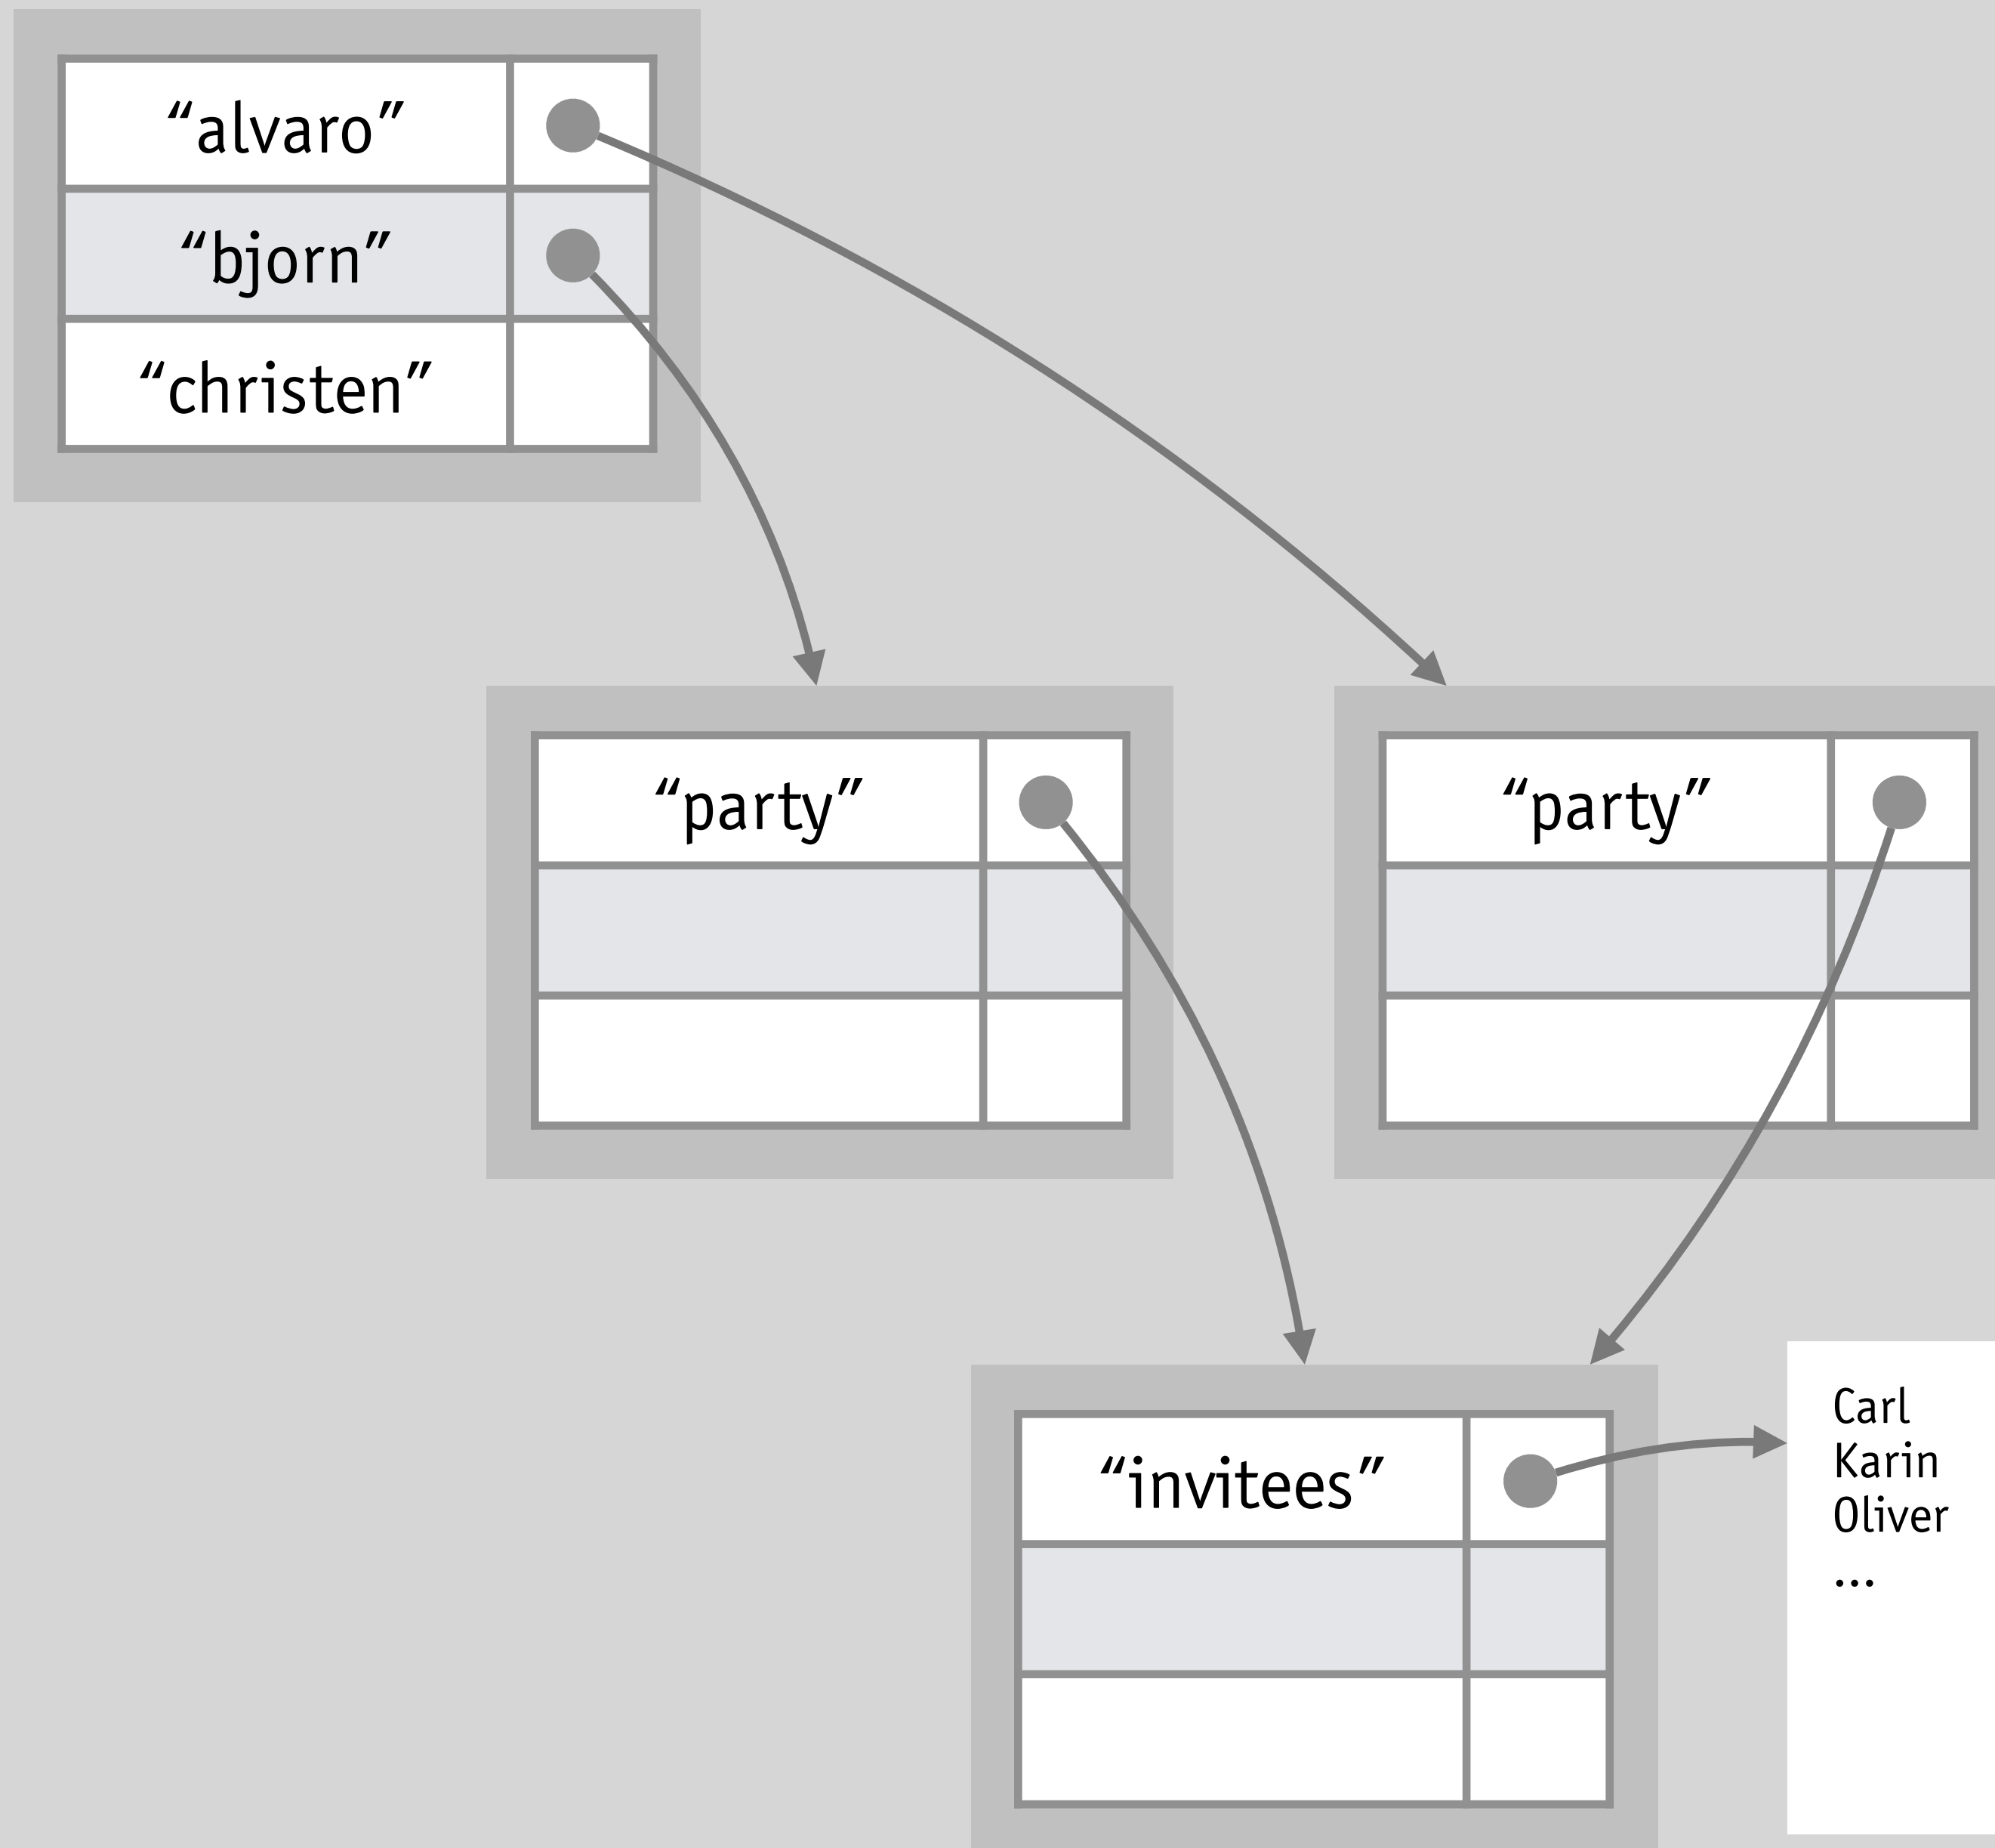 “alvaro”
“bjorn”
“christen”
“party”
“party”
“invitees”
Carl
Karin
Oliver
...